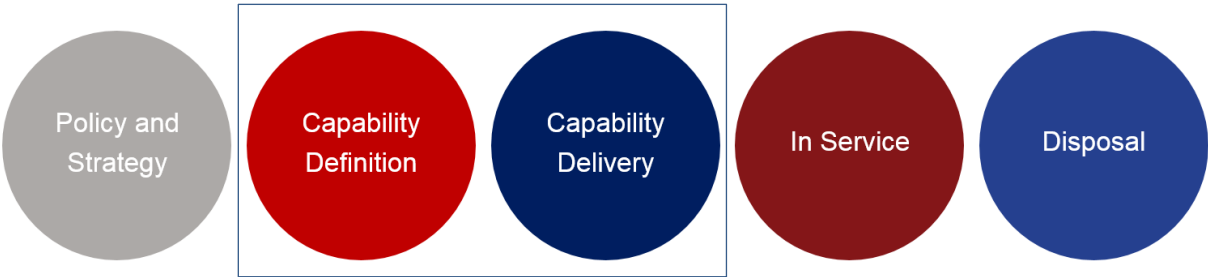 Policy and
Strategy
Capability
Definition
Capability
Delivery
In Service
Disposal